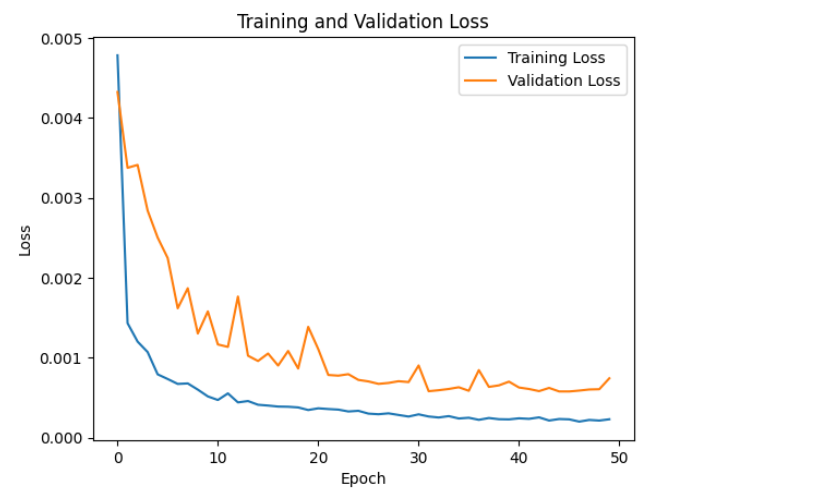 Training and Validation Loss
Training Loss
Validation Loss
0.005
0.004
0.003
0.002
0.001
0.000
Loss
0 10 20 30 40 50
Epoch